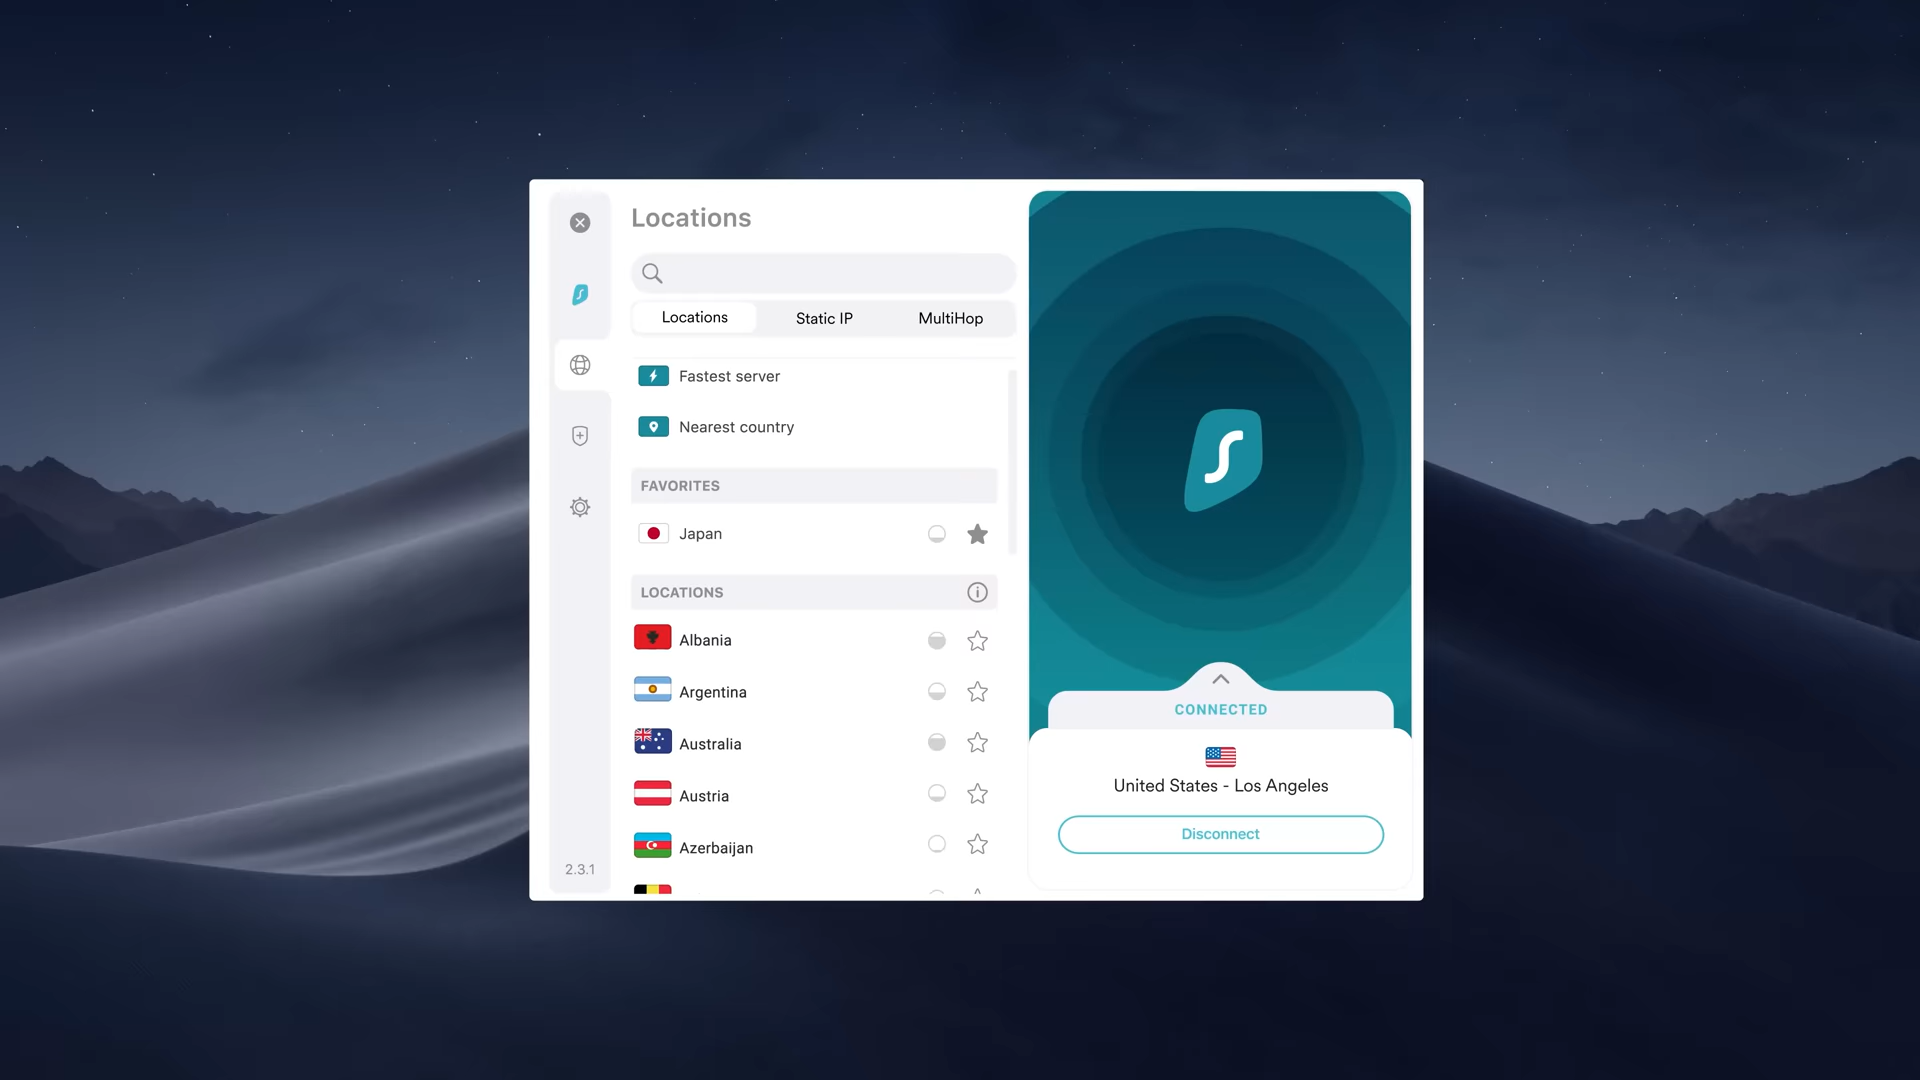 Locations
Locations
Static IP
MultiHop
Fastest server
Nearest country
FAVORITES
Japan
LOCATIONS
Albania
Argentina
Australia
Austria
Azerbaijan
2.3.1
CONNECTED
United States - Los Angeles
Disconnect